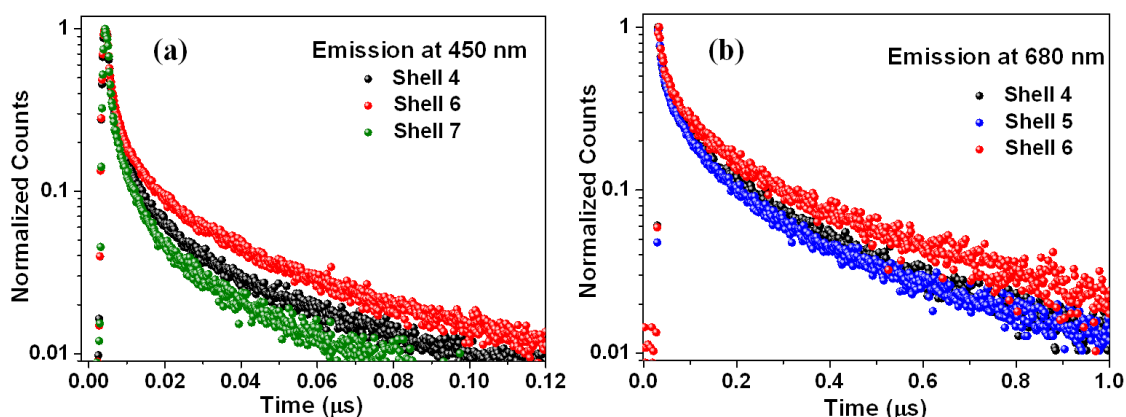 (a)
Emission at 450 nm
Shell 4
Shell 6
Shell 7
Normalized Counts
1
0.1
0.01
0.00 0.02 0.04 0.06 0.08 0.10 0.12
Time (μs)
(b)
Emission at 680 nm
Shell 4
Shell 5
Shell 6
Normalized Counts
1
0.1
0.01
0.0 0.2 0.4 0.6 0.8 1.0
Time (μs)